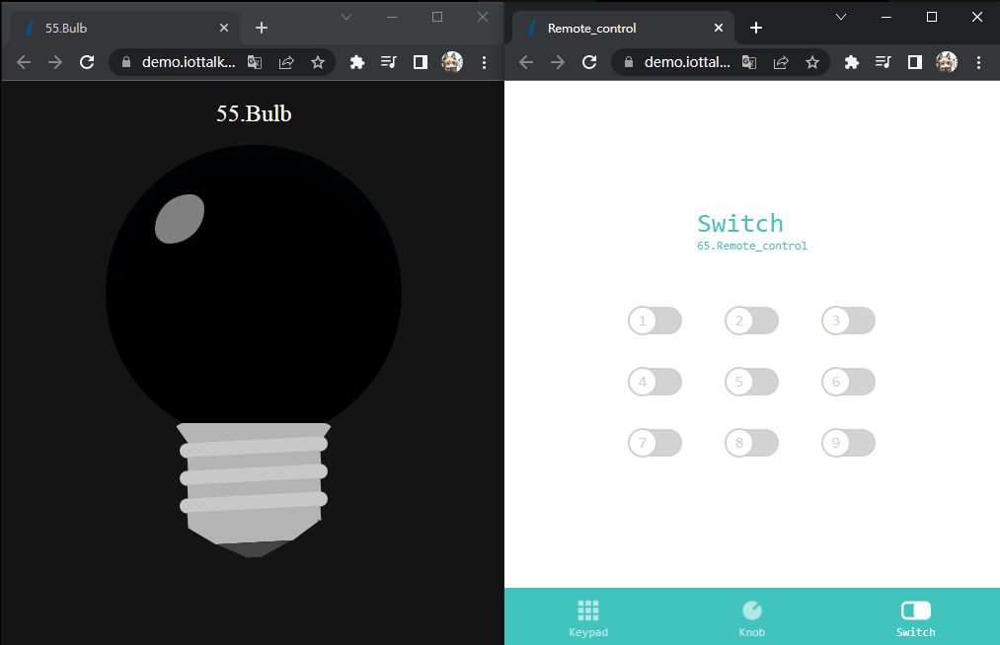 55.Bulb
demo.iottalk...
55.Bulb
Remote_control
demo.iottal...
Switch
65.Remote_control
1 2 3
4 5 6
7 8 9
Keypad Knob Switch